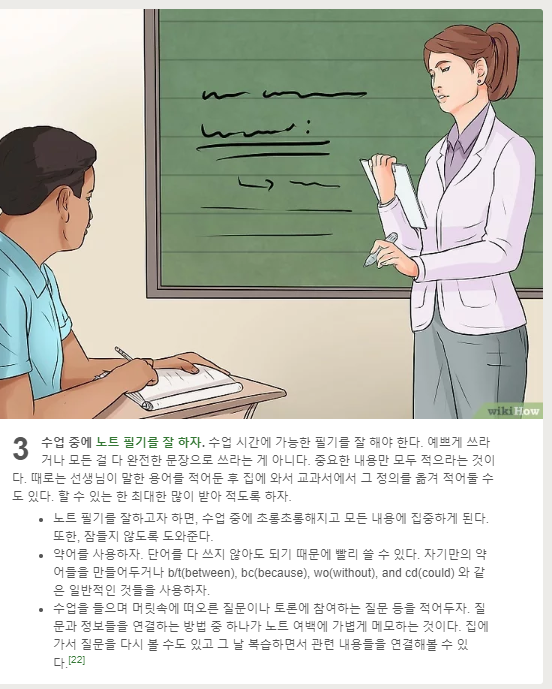 wikiHow
3 수업 중에 노트 필기를 잘 하자. 수업 시간에 가능한 필기를 잘 해야 한다. 예쁘게 쓰라
거나 모든 걸 다 완전한 문장으로 쓰라는 게 아니다. 중요한 내용만 모두 적으라는 것이
다. 때로는 선생님이 말한 용어를 적어둔 후 집에 와서 교과서에서 그 정의를 옮겨 적어둘 수
도 있다. 할 수 있는 한 최대한 많이 받아 적도록 하자.
• 노트 필기를 잘하고자 하면, 수업 중에 초롱초롱해지고 모든 내용에 집중하게 된다.
또한, 잠들지 않도록 도와준다.
• 약어를 사용하자. 단어를 다 쓰지 않아도 되기 때문에 빨리 쓸 수 있다. 자기만의 약
어들을 만들어두거나 b/t(between), bc(because), wo(without), and cd(could) 와 같
은 일반적인 것들을 사용하자.
• 수업을 들으며 머릿속에 떠오른 질문이나 토론에 참여하는 질문 등을 적어두자. 질
문과 정보들을 연결하는 방법 중 하나가 노트 여백에 가볍게 메모하는 것이다. 집에
가서 질문을 다시 볼 수도 있고 그 날 복습하면서 관련 내용들을 연결해볼 수 있
다.[22]